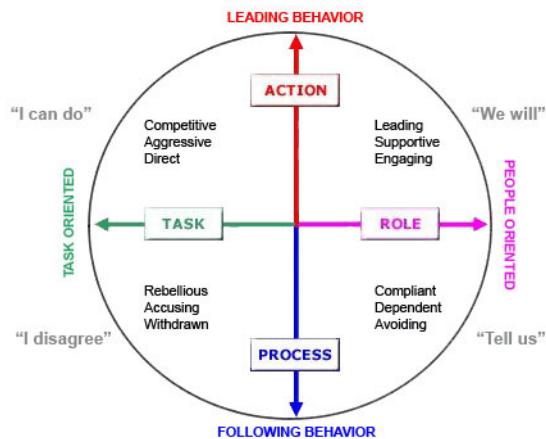 LEADING BEHAVIOR
ACTION
“I can do”
“We will”
Competitive
Aggressive
Direct
Leading
Supportive
Engaging
TASK ORIENTED
TASK
ROLE
PEOPLE ORIENTED
Rebellious
Accusing
Withdrawn
Compliant
Dependent
Avoiding
“I disagree”
“Tell us”
PROCESS
FOLLOWING BEHAVIOR